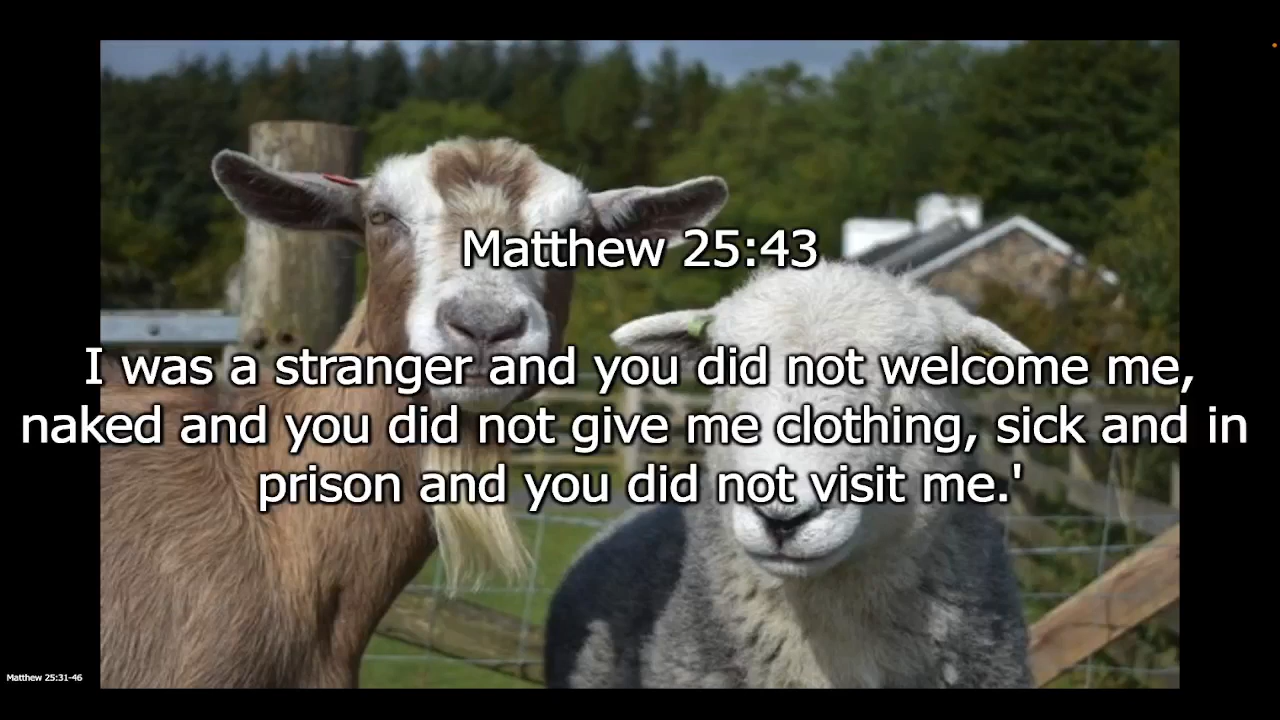 Matthew 25:43
I was a stranger and you did not welcome me,
naked and you did not give me clothing, sick and in
prison and you did not visit me.'
Matthew 25:31-46